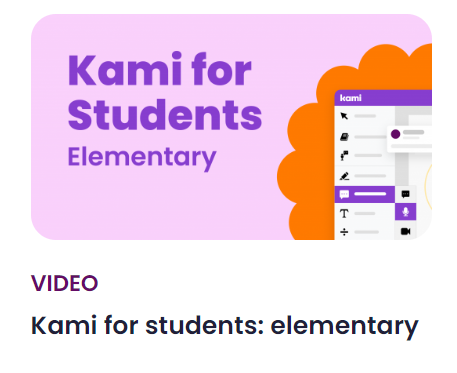 Kami for
Students
Elementary
kami
T
VIDEO
Kami for students: elementary